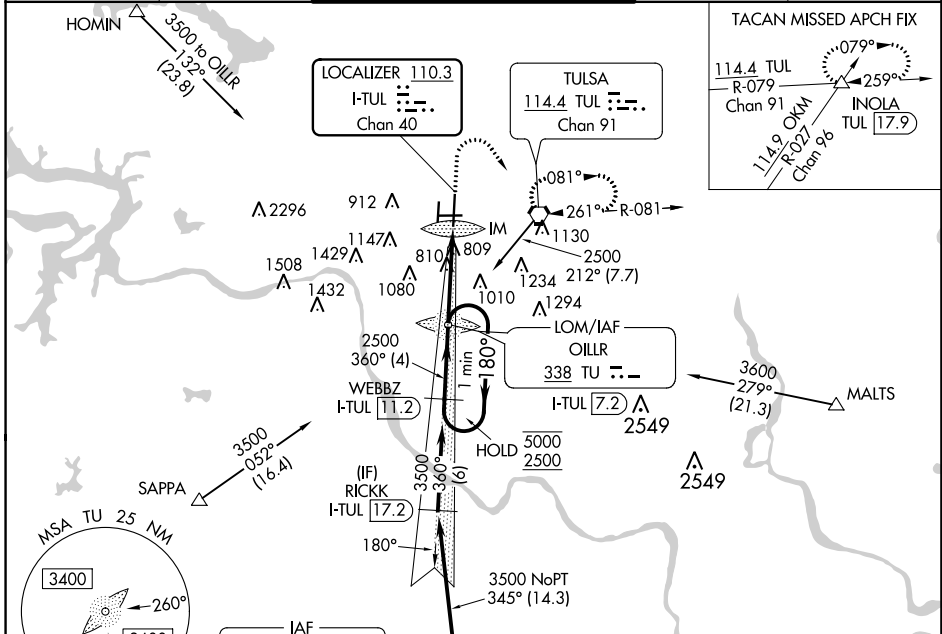 HOMIN
3500 to OILLR
132°
(23.8)
LOCALIZER 110.3
I-TUL
Chan 40
TULSA
114.4 TUL
Chan 91
TACAN MISSED APCH FIX
079°
114.4 TUL
R-079
Chan 91
259°
INOLA
TUL 17.9
114.9 OKM
R-027
Chan 96
081°
261°
R-081
2296
912
IM
1130
1147
1429
810
809
2500
212° (7.7)
1508
1432
1080
1010
1234
1294
LOM/IAF
OILLR
338 TU
2500
360° (4)
1 min
180°
WEBBZ
I-TUL 11.2
I-TUL 7.2
2549
3600
279°
(21.3)
MALTS
HOLD
5000
2500
2549
3500
052°
(16.4)
SAPPA
(IF)
RICKK
I-TUL 17.2
3500
360°
(6)
180°
3500 NoPT
345° (14.3)
MSA TU 25 NM
3400
260°
IAF